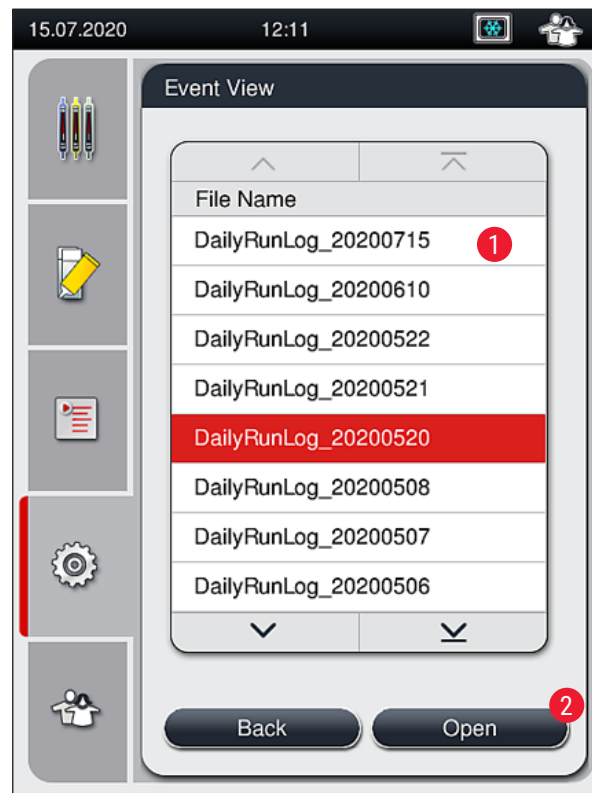 15.07.2020 12:11
Event View
File Name
DailyRunLog_20200715 1
DailyRunLog_20200610
DailyRunLog_20200522
DailyRunLog_20200521
DailyRunLog_20200520
DailyRunLog_20200508
DailyRunLog_20200507
DailyRunLog_20200506
2
Back Open